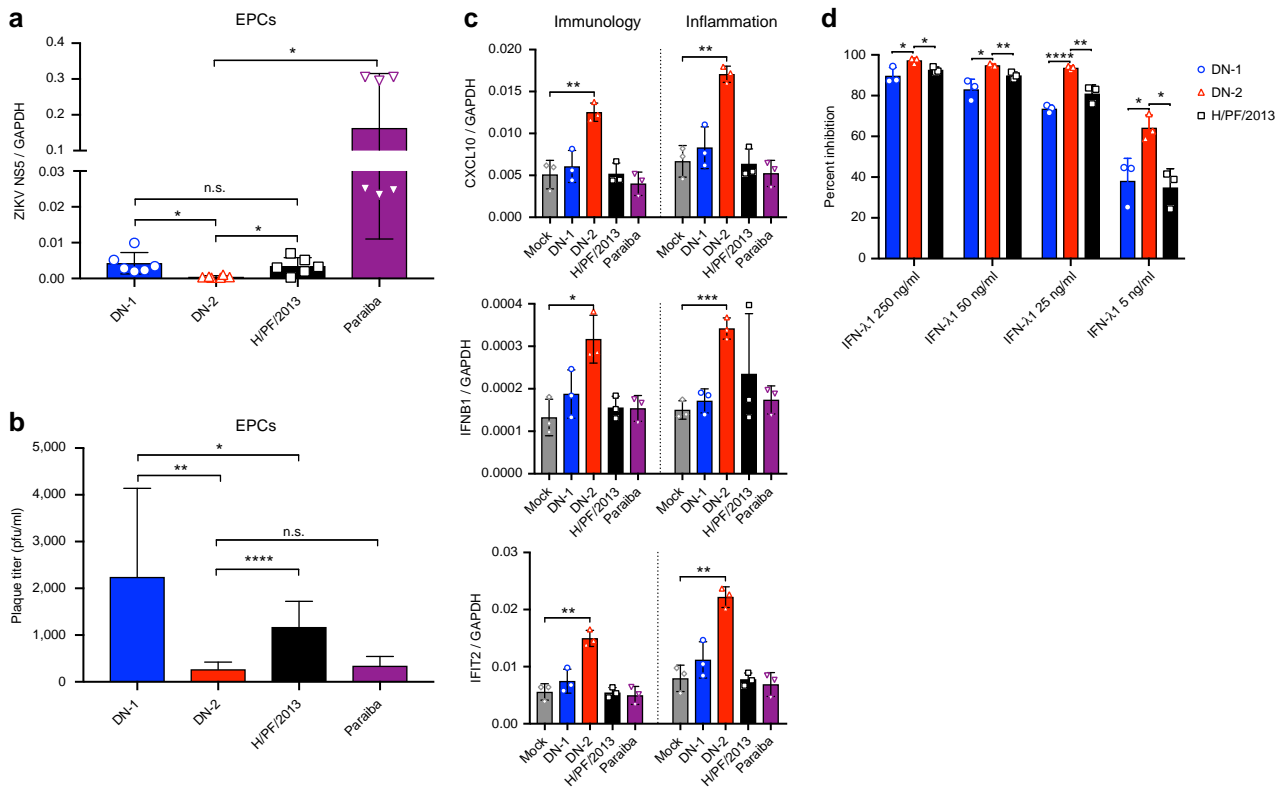 a
EPCs
ZIKV NS5 / GAPDH
0.4
0.3
0.2
0.1
0.03
0.02
0.01
0.00
*
n.s.
*
*
DN-1
DN-2
H/PF/2013
Paraiba
b
EPCs
Plaque titer (pfu/ml)
5,000
4,000
3,000
2,000
1,000
0
*
**
n.s.
****
DN-1
DN-2
H/PF/2013
Paraiba
c
Immunology
Inflammation
CXCL10 / GAPDH
0.020
0.015
0.010
0.005
0.000
**
**
Mock
DN-1
DN-2
H/PF/2013
Paraiba
Mock
DN-1
DN-2
H/PF/2013
Paraiba
IFNB1 / GAPDH
0.0004
0.0003
0.0002
0.0001
0.0000
*
***
Mock
DN-1
DN-2
H/PF/2013
Paraiba
Mock
DN-1
DN-2
H/PF/2013
Paraiba
IFIT2 / GAPDH
0.03
0.02
0.01
0.00
**
**
Mock
DN-1
DN-2
H/PF/2013
Paraiba
Mock
DN-1
DN-2
H/PF/2013
Paraiba
d
Percent inhibition
100
80
60
40
20
0
* *
* **
**** **
* *
IFN-λ1 250 ng/ml
IFN-λ1 50 ng/ml
IFN-λ1 25 ng/ml
IFN-λ1 5 ng/ml
DN-1
DN-2
H/PF/2013